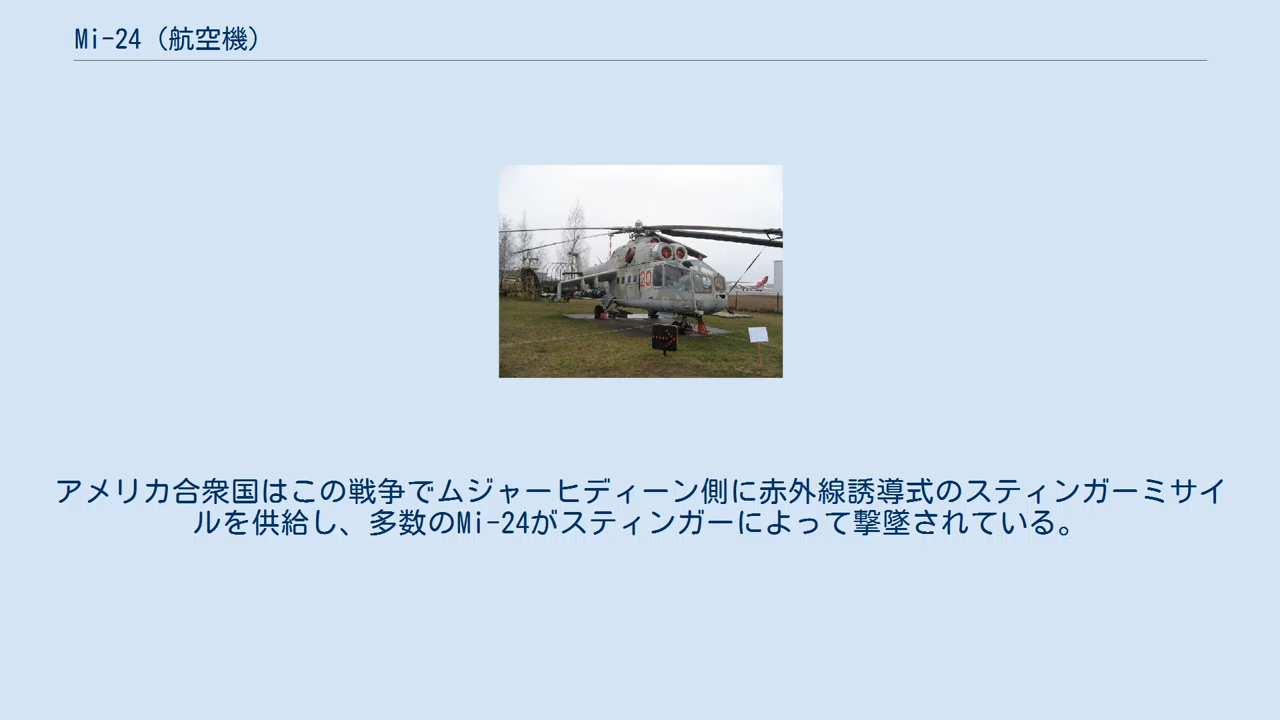 Mi-24（航空機）
20
アメリカ合衆国はこの戦争でムジャーヒディーン側に赤外線誘導式のスティンガーミサイ
ルを供給し、多数のMi-24がスティンガーによって撃墜されている。